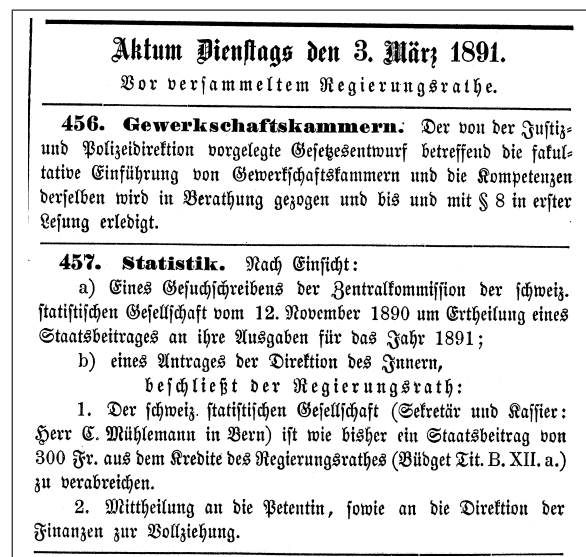 Aktum Dienstags den 3. März 1891.
Vor versammeltem Regierungsrathe.
456. Gewerkschaftskammern. Der von der Justiz-
und Polizeidirektion vorgelegte Gesetzesentwurf betreffend die fakul-
tative Einführung von Gewerkschaftskammern und die Kompetenzen
derselben wird in Berathung gezogen und bis und mit § 8 in erster
Lesung erledigt.
457. Statistik. Nach Einsicht:
a) Eines Gesuchschreibens der Zentralkommission der schweiz.
statistischen Gesellschaft vom 12. November 1890 um Ertheilung eines
Staatsbeitrages an ihre Ausgaben für das Jahr 1891;
b) eines Antrages der Direktion des Innern,
beschließt der Regierungsrath:
1. Der schweiz. statistischen Gesellschaft (Sekretär und Kassier:
Herr C. Mühlemann in Bern) ist wie bisher ein Staatsbeitrag von
300 Fr. aus dem Kredite des Regierungsrathes (Büdget Tit. B. XII. a.)
zu verabreichen.
2. Mittheilung an die Petentin, sowie an die Direktion der
Finanzen zur Vollziehung.